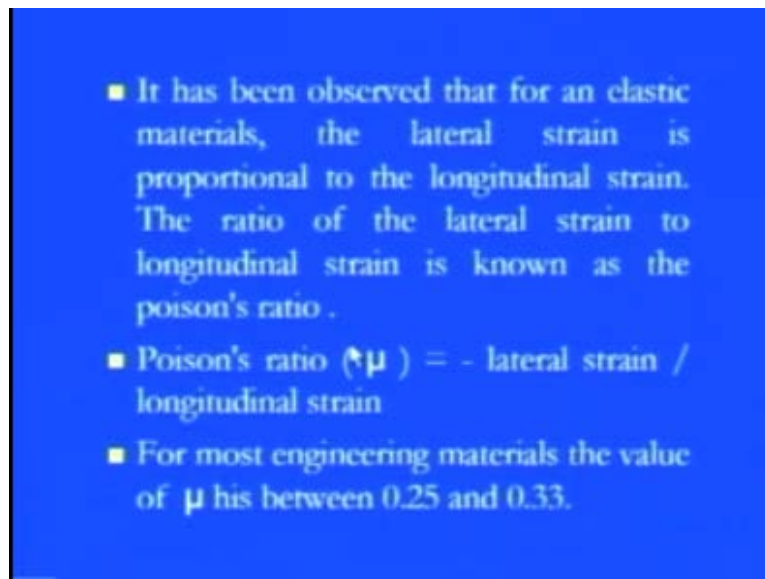 It has been observed that for an elastic
materials, the lateral strain is
proportional to the longitudinal strain.
The ratio of the lateral strain to
longitudinal strain is known as the
poison's ratio .
Poison's ratio ( μ ) = - lateral strain /
longitudinal strain
For most engineering materials the value
of μ his between 0.25 and 0.33.